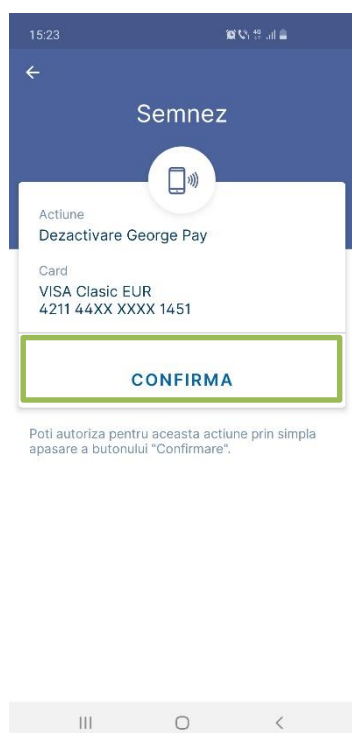 15:23
Semnez
Actiune
Dezactivare George Pay
Card
VISA Clasic EUR
4211 44XX XXXX 1451
CONFIRMA
Poti autoriza pentru aceasta actiune prin simpla
apasare a butonului "Confirmare".